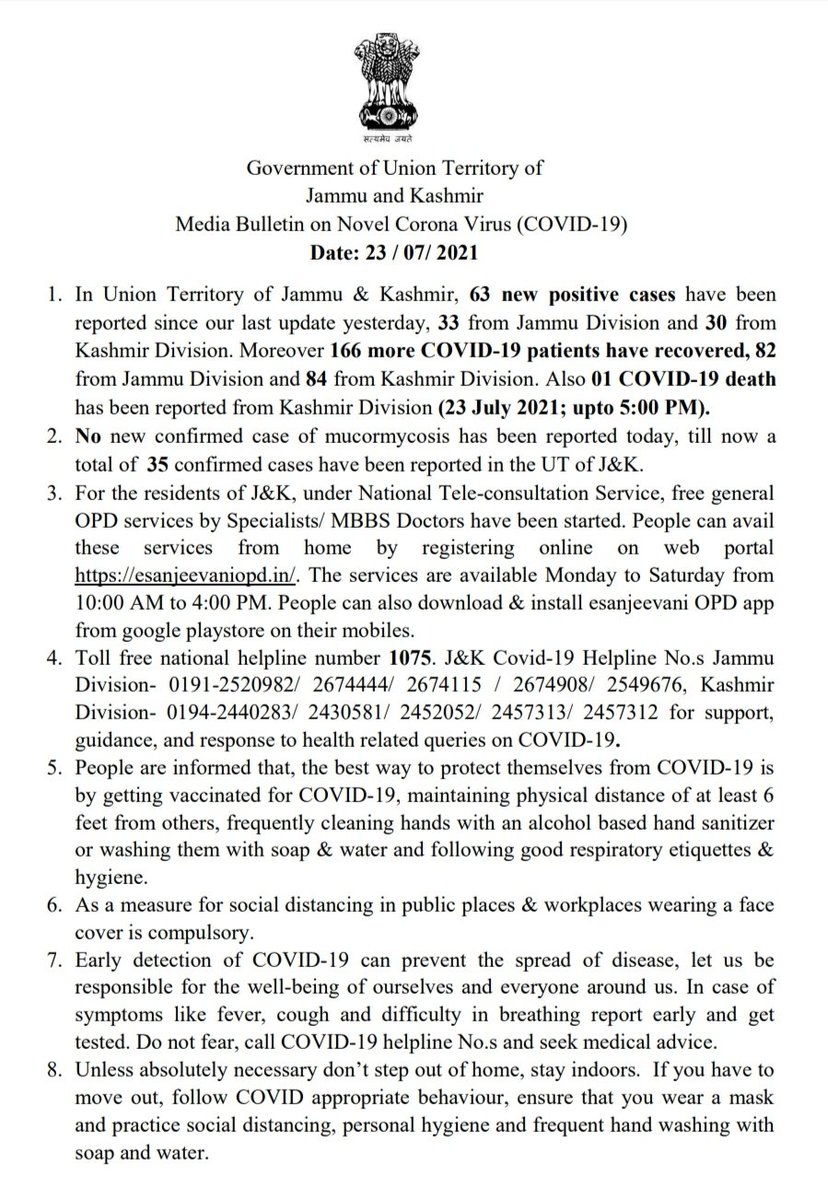 सत्यमेव जयते
Government of Union Territory of
Jammu and Kashmir
Media Bulletin on Novel Corona Virus (COVID-19)
Date: 23 / 07/ 2021
1. In Union Territory of Jammu & Kashmir, 63 new positive cases have been
reported since our last update yesterday, 33 from Jammu Division and 30 from
Kashmir Division. Moreover 166 more COVID-19 patients have recovered, 82
from Jammu Division and 84 from Kashmir Division. Also 01 COVID-19 death
has been reported from Kashmir Division (23 July 2021; upto 5:00 PM).
2. No new confirmed case of mucormycosis has been reported today, till now a
total of 35 confirmed cases have been reported in the UT of J&K.
3. For the residents of J&K, under National Tele-consultation Service, free general
OPD services by Specialists/ MBBS Doctors have been started. People can avail
these services from home by registering online on web portal
https://esanjeevaniopd.in/. The services are available Monday to Saturday from
10:00 AM to 4:00 PM. People can also download & install esanjeevani OPD app
from google playstore on their mobiles.
4. Toll free national helpline number 1075. J&K Covid-19 Helpline No.s Jammu
Division- 0191-2520982/ 2674444/ 2674115 / 2674908/ 2549676, Kashmir
Division- 0194-2440283/ 2430581/ 2452052/ 2457313/ 2457312 for support,
guidance, and response to health related queries on COVID-19.
5. People are informed that, the best way to protect themselves from COVID-19 is
by getting vaccinated for COVID-19, maintaining physical distance of at least 6
feet from others, frequently cleaning hands with an alcohol based hand sanitizer
or washing them with soap & water and following good respiratory etiquettes &
hygiene.
6. As a measure for social distancing in public places & workplaces wearing a face
cover is compulsory.
7. Early detection of COVID-19 can prevent the spread of disease, let us be
responsible for the well-being of ourselves and everyone around us. In case of
symptoms like fever, cough and difficulty in breathing report early and get
tested. Do not fear, call COVID-19 helpline No.s and seek medical advice.
8. Unless absolutely necessary don’t step out of home, stay indoors. If you have to
move out, follow COVID appropriate behaviour, ensure that you wear a mask
and practice social distancing, personal hygiene and frequent hand washing with
soap and water.